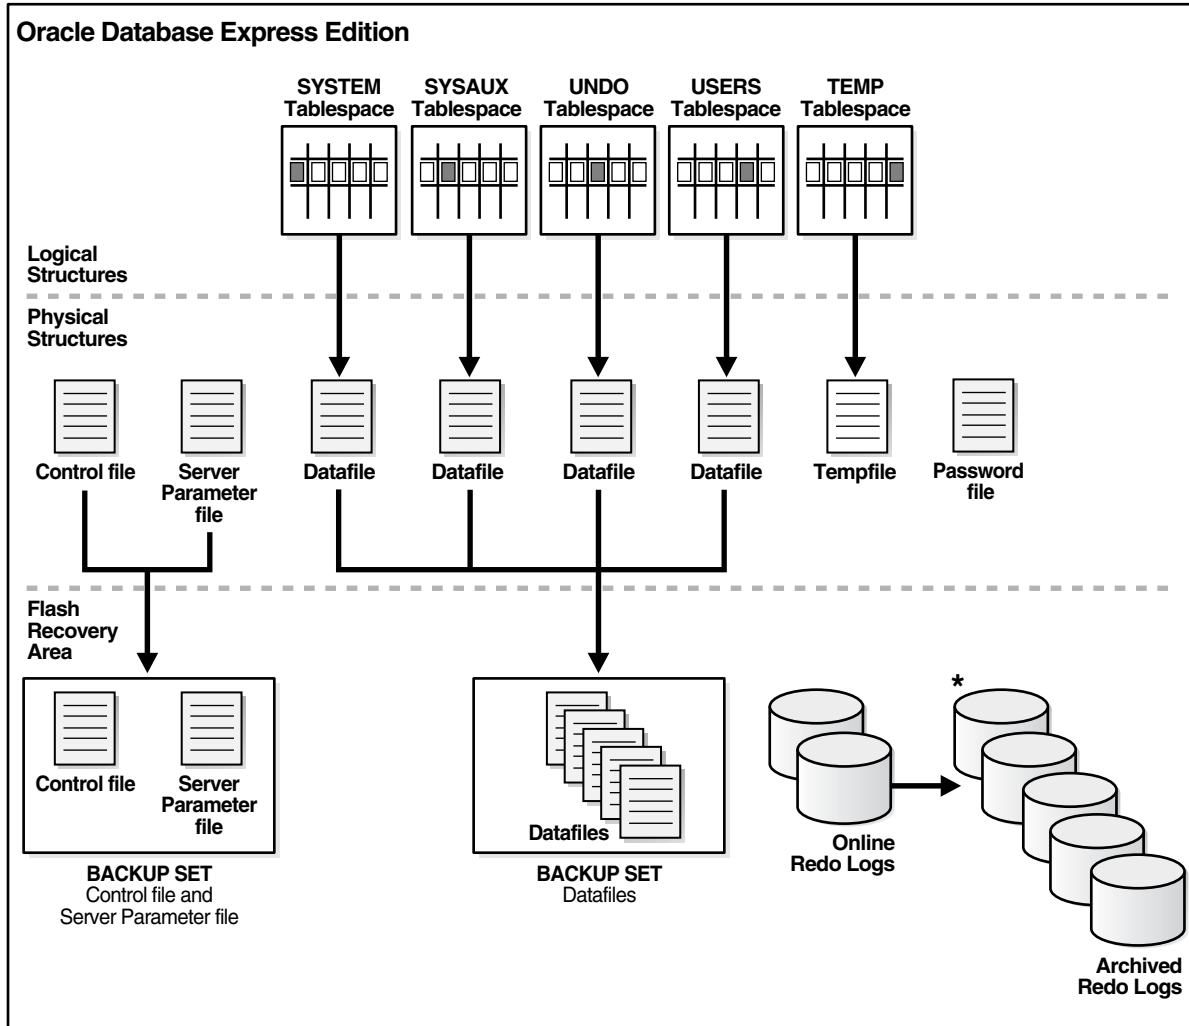 Oracle Database Express Edition
SYSTEM
Tablespace
SYSAUX
Tablespace
UNDO
Tablespace
USERS
Tablespace
TEMP
Tablespace
Logical
Structures
Physical
Structures
Control file
Server
Parameter
file
Datafile
Datafile
Datafile
Datafile
Tempfile
Password
file
Flash
Recovery
Area
Control file
Server
Parameter
file
BACKUP SET
Control file and
Server Parameter file
Datafiles
BACKUP SET
Datafiles
Online
Redo Logs
*
Archived
Redo Logs